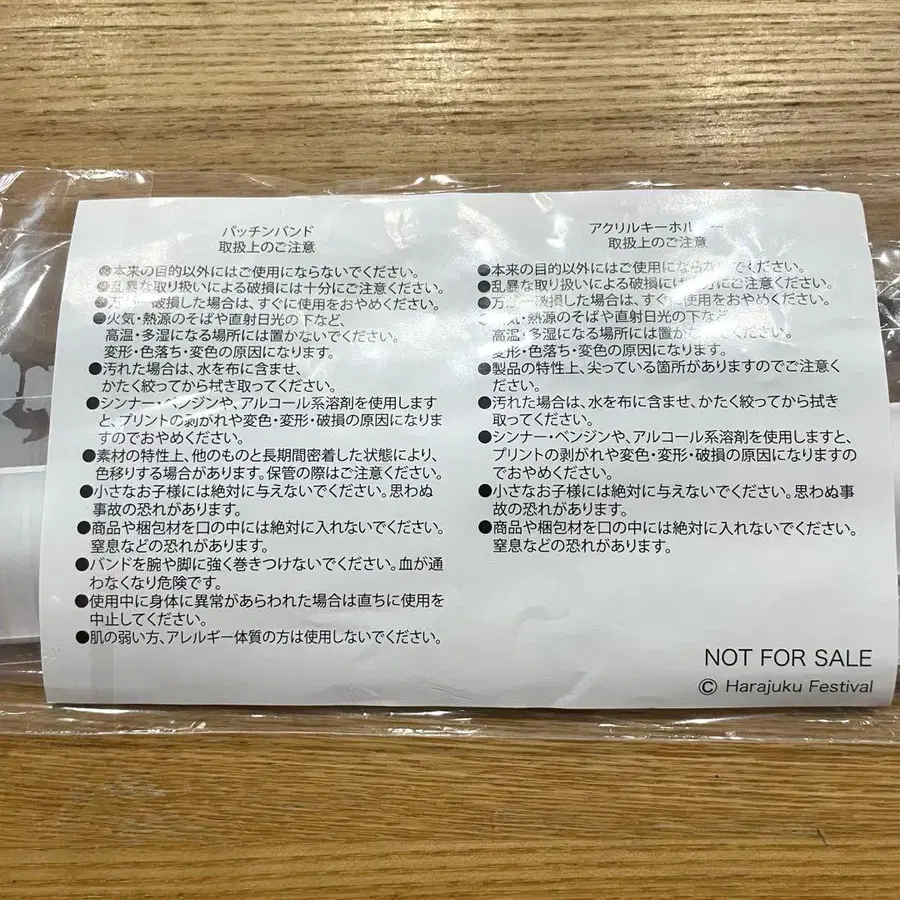 パッチンバンド
取扱上のご注意
●本来の目的以外にはご使用にならないでください。
●乱暴な取り扱いによる破損には十分にご注意ください。
●万が一破損した場合は、すぐに使用をおやめください。
●火気・熱源のそばや直射日光の下など、
高温・多湿になる場所には置かないでください。
変形・色落ち・変色の原因になります。
●汚れた場合は、水を布に含ませ、
かたく絞ってから拭き取ってください。
●シンナー・ベンジンや、アルコール系溶剤を使用します
と、プリントの剥がれや変色・変形・破損の原因になりま
すのでおやめください。
●素材の特性上、他のものと長期間密着した状態により、
色移りする場合があります。保管の際はご注意ください。
●小さなお子様には絶対に与えないでください。思わぬ
事故の恐れがあります。
●商品や梱包材を口の中には絶対に入れないでください。
窒息などの恐れがあります。
●バンドを腕や脚に強く巻きつけないでください。血が通
わなくなり危険です。
●使用中に身体に異常があらわれた場合は直ちに使用を
中止してください。
●肌の弱い方、アレルギー体質の方は使用しないでください。
アクリルキーホル
取扱上のご注意
●本来の目的以外にはご使用にならないでください。
●乱暴な取り扱いによる破損には十分にご注意ください。
●万が一破損した場合は、すぐに使用をおやめください。
●火気・熱源のそばや直射日光の下など、
高温・多湿になる場所には置かないでください。
変形・色落ち・変色の原因になります。
●製品の特性上、尖っている箇所がありますのでご注意く
ださい。
●汚れた場合は、水を布に含ませ、かたく絞ってから拭き
取ってください。
●シンナー・ベンジンや、アルコール系溶剤を使用しますと、
プリントの剥がれや変色・変形・破損の原因になりますの
でおやめください。
●小さなお子様には絶対に与えないでください。思わぬ事
故の恐れがあります。
●商品や梱包材を口の中には絶対に入れないでください。
窒息などの恐れがあります。
NOT FOR SALE
© Harajuku Festival